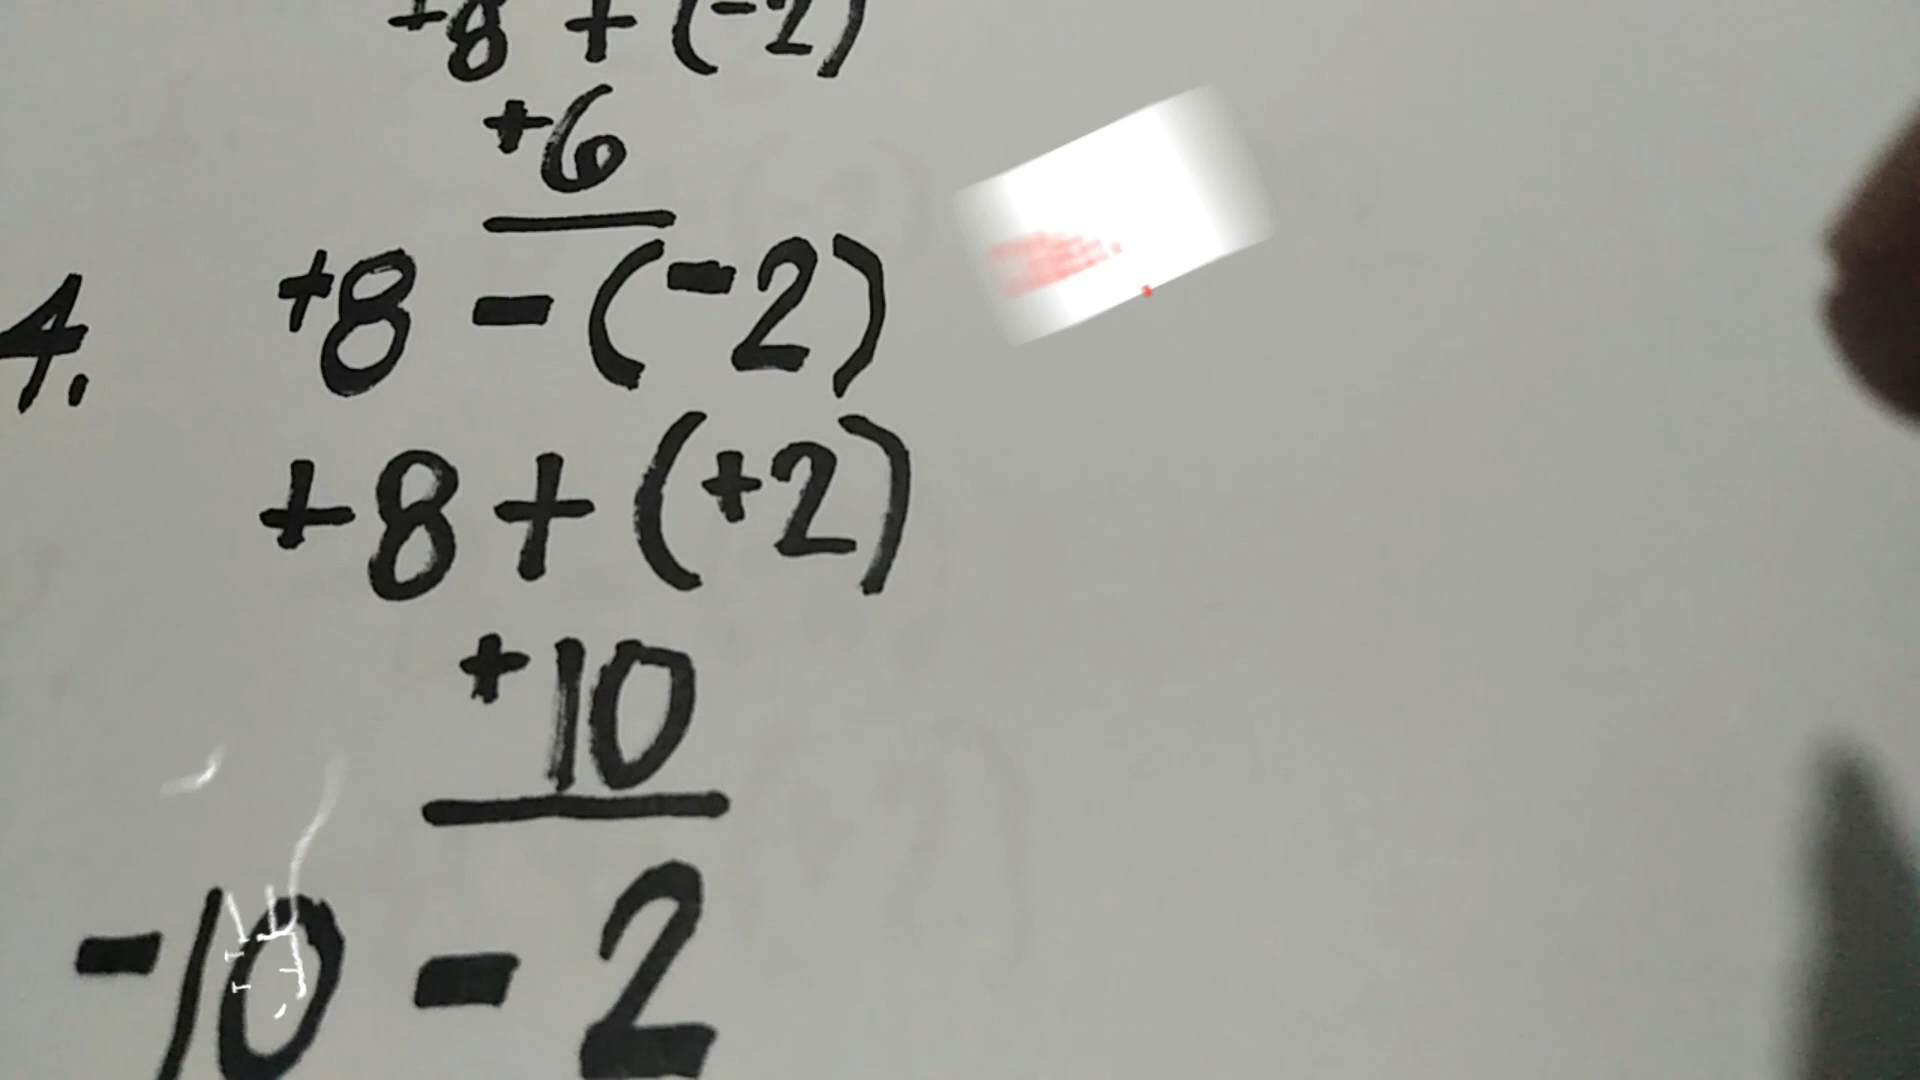 +8 + (-2)
+6
4. +8 - (-2)
+8 + (+2)
+10
-10 - 2